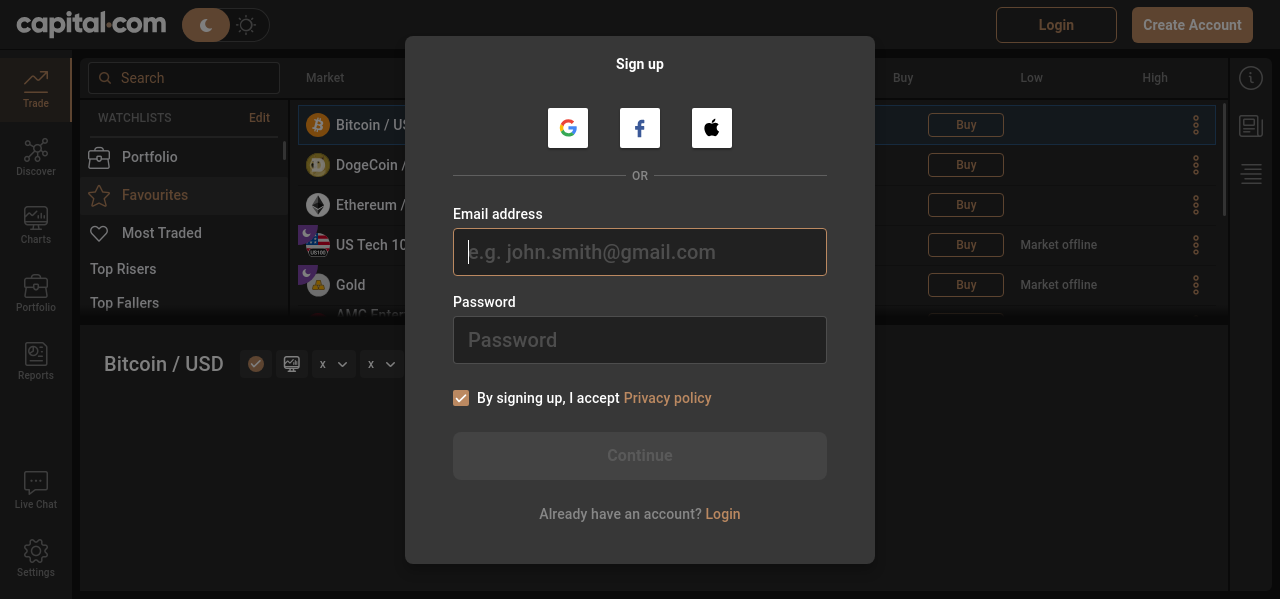 capital.com
Login
Create Account
Sign up
Trade
Search
Market
Buy
Low
High
WATCHLISTS
Edit
Bitcoin / US
Buy
Discover
Portfolio
DogeCoin /
Buy
OR
Favourites
Ethereum /
Buy
Email address
Charts
Most Traded
US Tech 10
Buy
Market offline
e.g. john.smith@gmail.com
Top Risers
Gold
Buy
Market offline
Portfolio
Top Fallers
Password
AMC Enter
Password
Bitcoin / USD
x
x
Reports
By signing up, I accept Privacy policy
Continue
Live Chat
Already have an account? Login
Settings